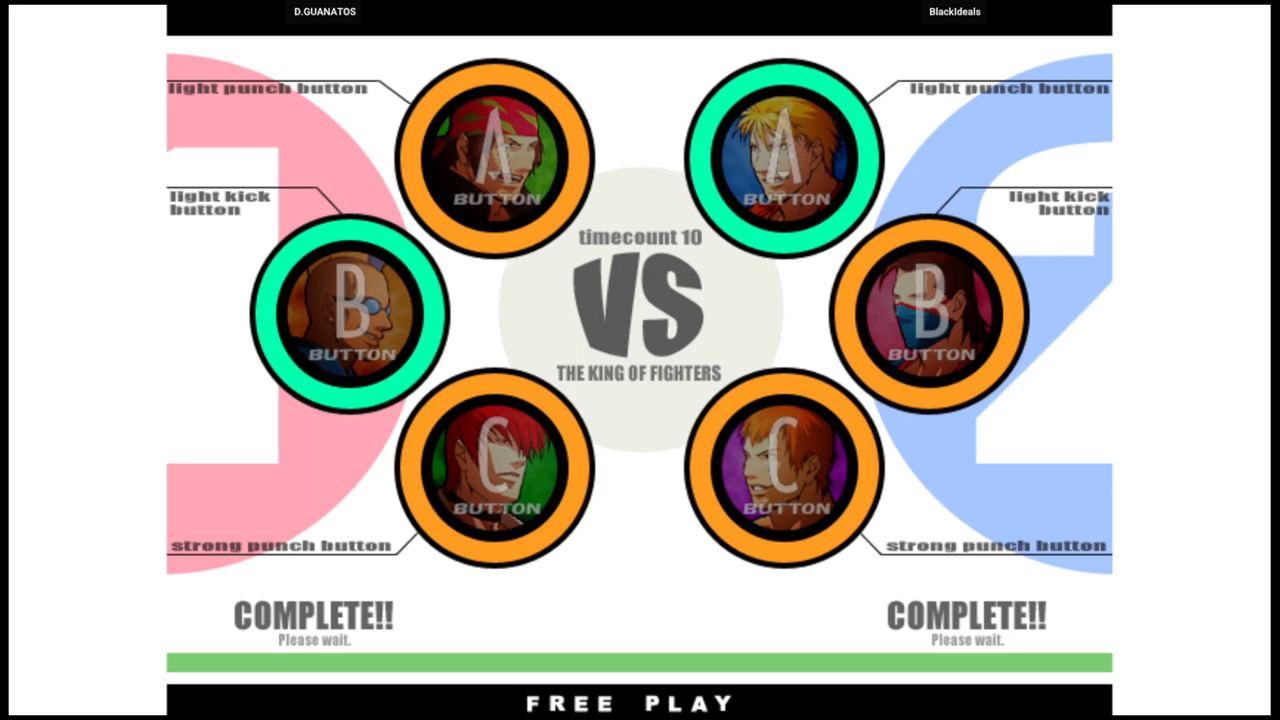 D.GUANATOS
BlackIdeals
light punch button
light punch button
A
BUTTON
A
BUTTON
light kick
button
light kick
button
timecount 10
VS
THE KING OF FIGHTERS
B
BUTTON
B
BUTTON
C
BUTTON
C
BUTTON
strong punch button
strong punch button
COMPLETE!!
Please wait.
COMPLETE!!
Please wait.
FREE PLAY